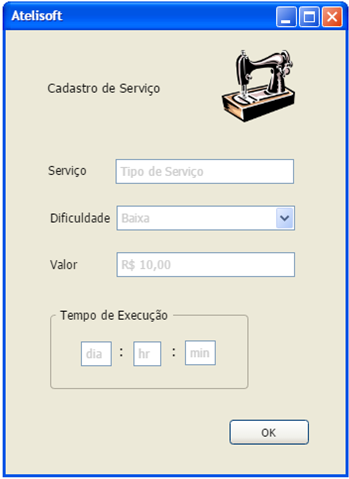 Atelisoft
Cadastro de Serviço
Serviço Tipo de Serviço
Dificuldade Baixa
Valor R$ 10,00
Tempo de Execução
dia : hr : min
OK